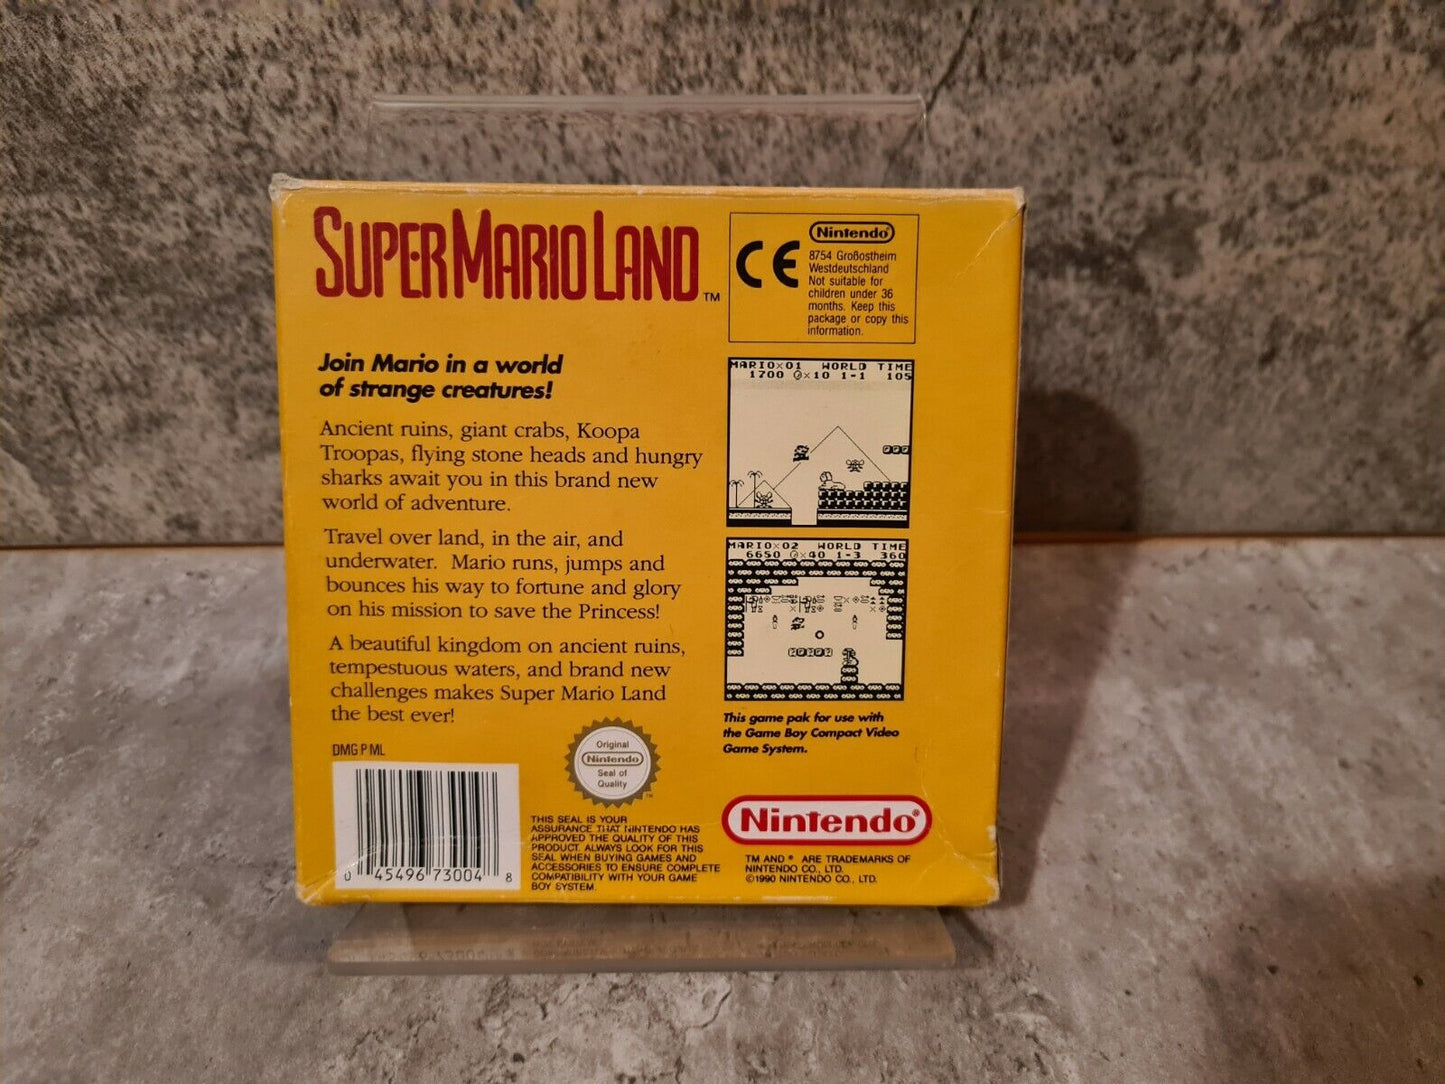 SUPER MARIO LAND ™
CE
Nintendo®
8754 Großostheim
Westdeutschland
Not suitable for
children under 36
months. Keep this
package or copy this
information.
Join Mario in a world
of strange creatures!
Ancient ruins, giant crabs, Koopa
Troopas, flying stone heads and hungry
sharks await you in this brand new
world of adventure.
Travel over land, in the air, and
underwater. Mario runs, jumps and
bounces his way to fortune and glory
on his mission to save the Princess!
A beautiful kingdom on ancient ruins,
tempestuous waters, and brand new
challenges makes Super Mario Land
the best ever!
MARIO×01 WORLD TIME
1700 ×10 1-1 105
MARIO×02 WORLD TIME
6650 ×40 1-3 360
This game pak for use with
the Game Boy Compact Video
Game System.
DMG P ML
0 45496 73004 8
Original
Nintendo
Seal of
Quality
™
THIS SEAL IS YOUR
ASSURANCE THAT NINTENDO HAS
APPROVED THE QUALITY OF THIS
PRODUCT. ALWAYS LOOK FOR THIS
SEAL WHEN BUYING GAMES AND
ACCESSORIES TO ENSURE COMPLETE
COMPATIBILITY WITH YOUR GAME
BOY SYSTEM.
Nintendo®
TM AND ® ARE TRADEMARKS OF
NINTENDO CO., LTD.
©1990 NINTENDO CO., LTD.